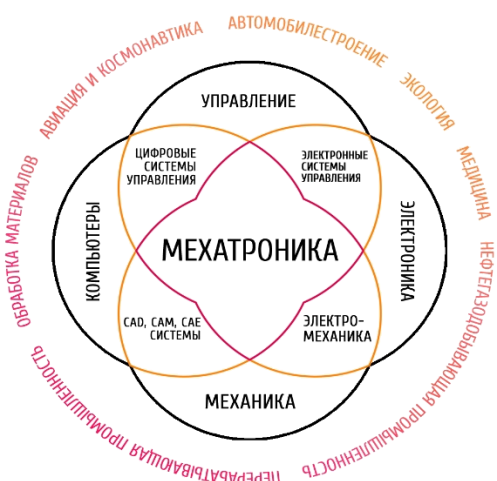 АВИАЦИЯ И КОСМОНАВТИКА
АВТОМОБИЛЕСТРОЕНИЕ
ЭКОЛОГИЯ
МЕДИЦИНА
НЕФТЕГАЗОДОБЫВАЮЩАЯ ПРОМЫШЛЕННОСТЬ
ПЕРЕРАБАТЫВАЮЩАЯ ПРОМЫШЛЕННОСТЬ
ОБРАБОТКА МАТЕРИАЛОВ
УПРАВЛЕНИЕ
ЦИФРОВЫЕ
СИСТЕМЫ
УПРАВЛЕНИЯ
ЭЛЕКТРОННЫЕ
СИСТЕМЫ
УПРАВЛЕНИЯ
КОМПЬЮТЕРЫ
МЕХАТРОНИКА
ЭЛЕКТРОНИКА
CAD, CAM, CAE
СИСТЕМЫ
ЭЛЕКТРО-
МЕХАНИКА
МЕХАНИКА